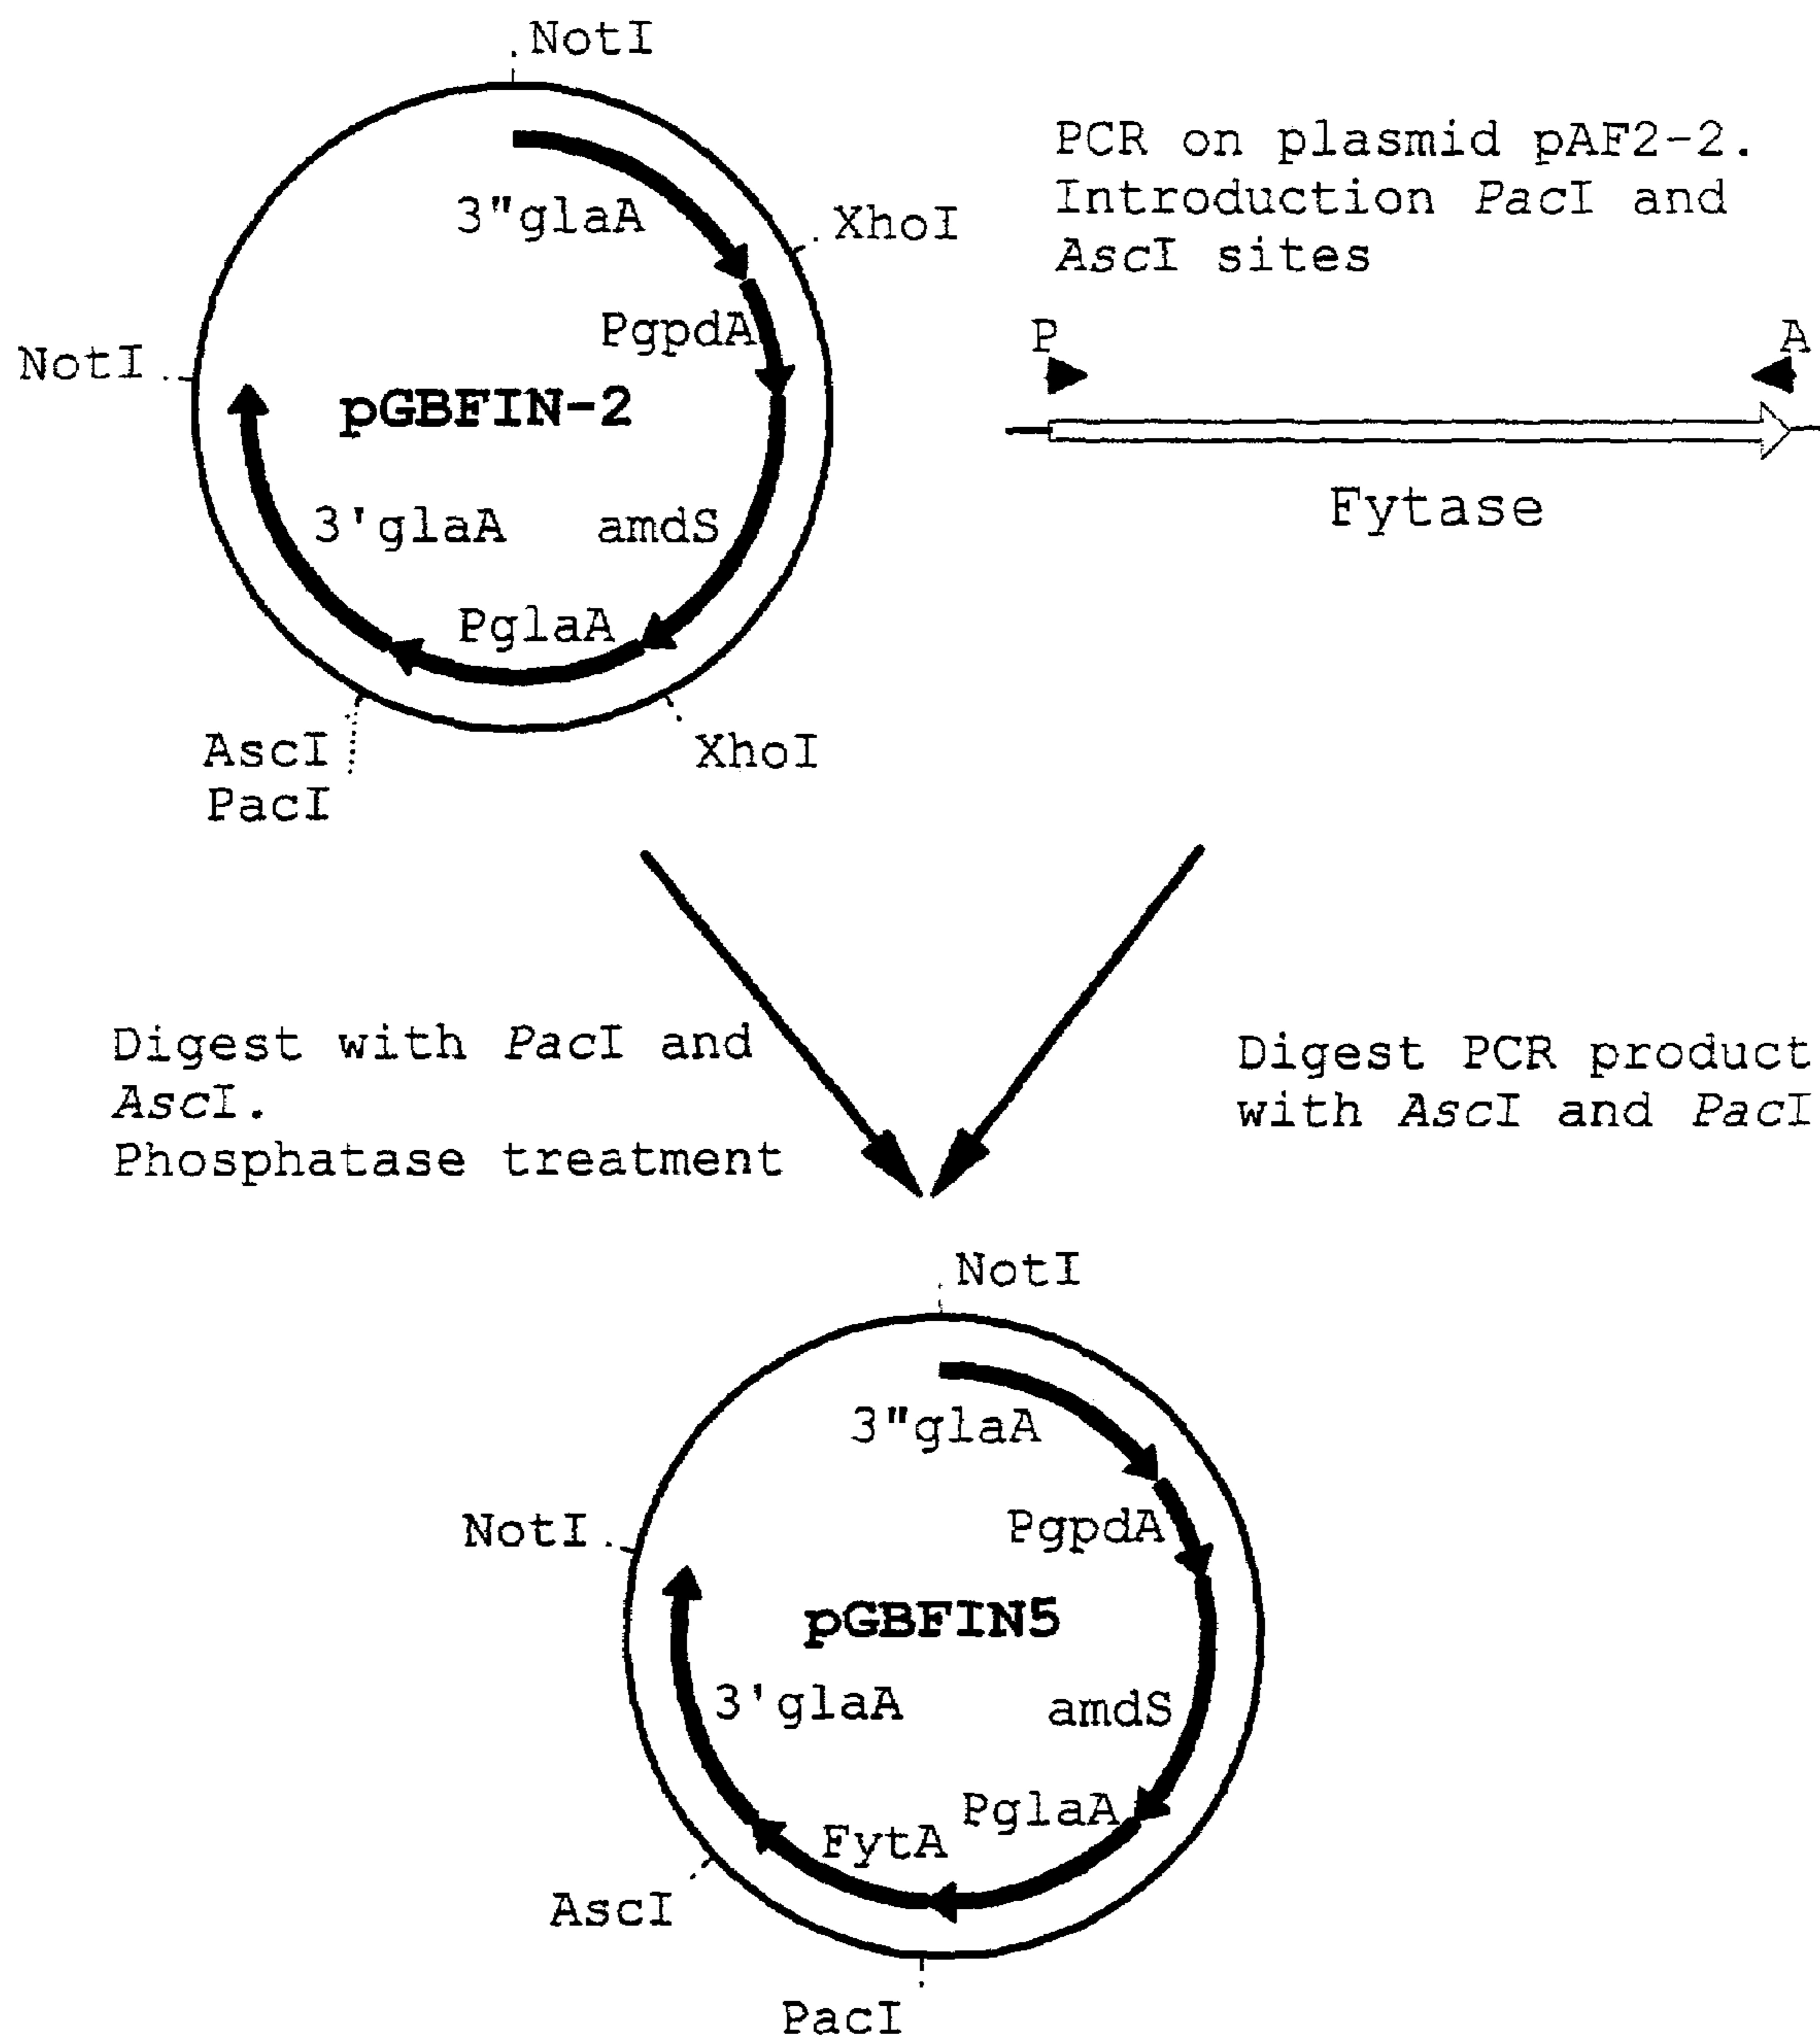 NotI
3"glaA
XhoI
PgpdA
NotI
pGBFIN-2
3'glaA
amdS
PglaA
AscI
PacI
XhoI
PCR on plasmid pAF2-2.
Introduction PacI and
AscI sites
P
A
Fytase
Digest with PacI and
AscI.
Phosphatase treatment
Digest PCR product
with AscI and PacI
NotI
3"glaA
PgpdA
NotI
pGBFIN5
3'glaA
amdS
PglaA
FytA
AscI
PacI